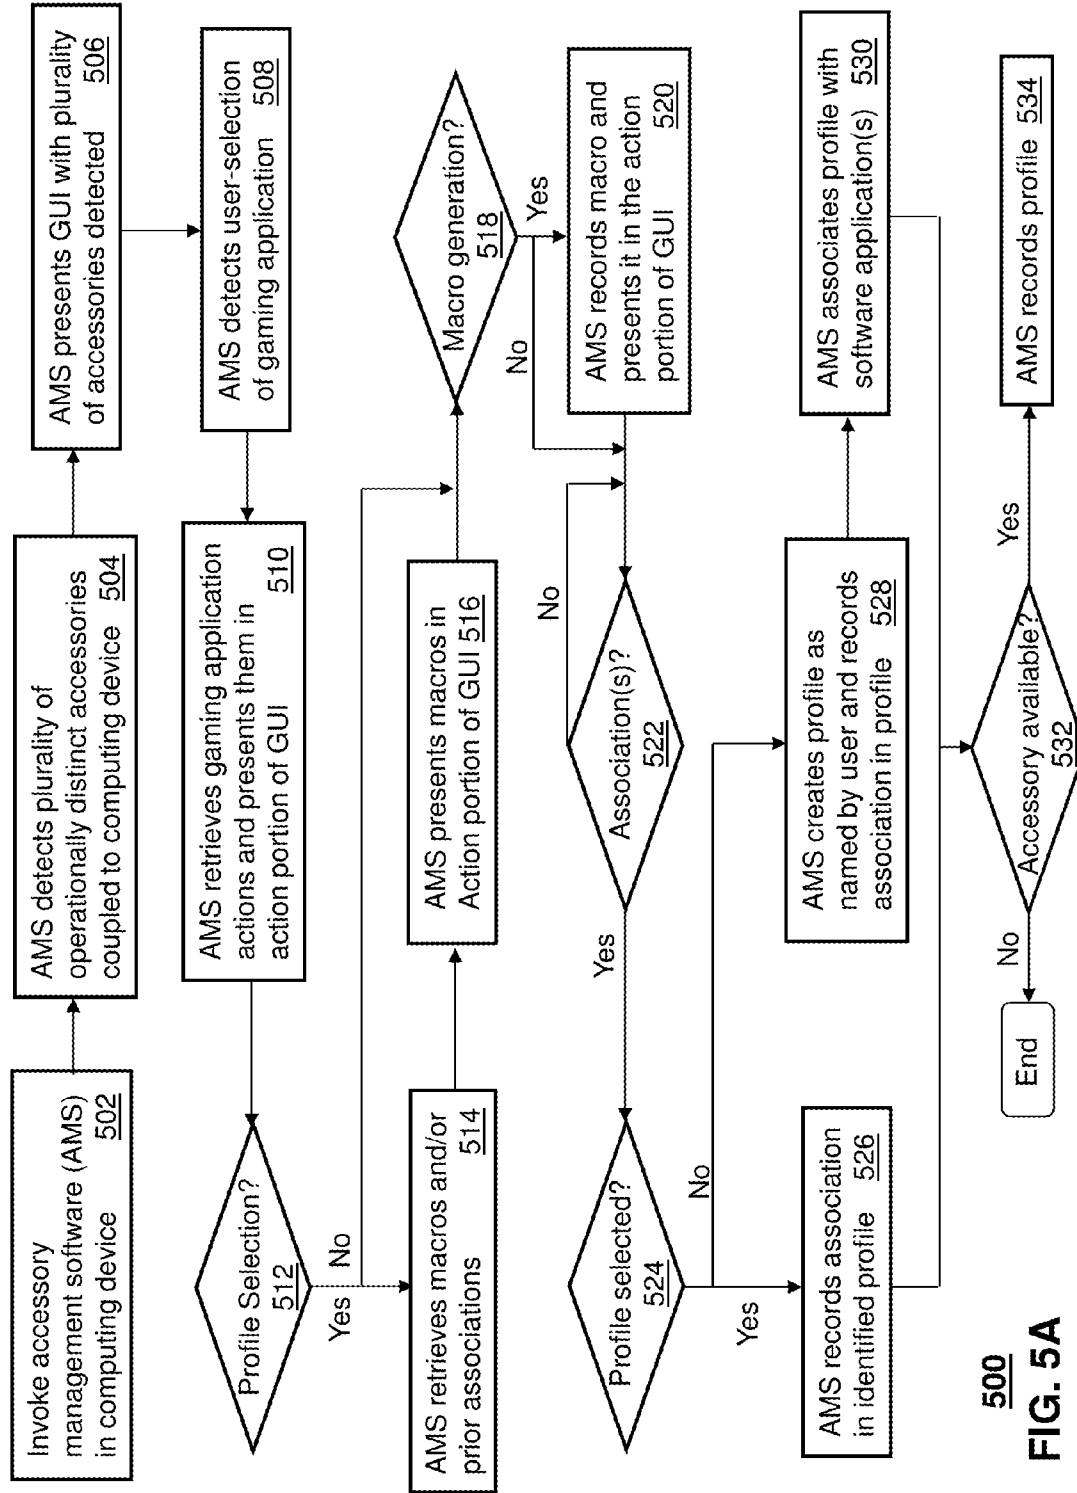 Invoke accessory
management software (AMS)
in computing device 502
AMS detects plurality of
operationally distinct accessories
coupled to computing device 504
AMS presents GUI with plurality
of accessories detected 506
AMS detects user-selection
of gaming application 508
AMS retrieves gaming application
actions and presents them in
action portion of GUI 510
Profile Selection?
512
Yes
No
AMS retrieves macros and/or
prior associations 514
AMS presents macros in
Action portion of GUI 516
Macro generation?
518
Yes
No
AMS records macro and
presents it in the action
portion of GUI 520
Association(s)?
522
No
Yes
Profile selected?
524
No
Yes
AMS records association
in identified profile 526
AMS creates profile as
named by user and records
association in profile 528
AMS associates profile with
software application(s) 530
Accessory available?
532
No
Yes
End
AMS records profile 534
500
FIG. 5A